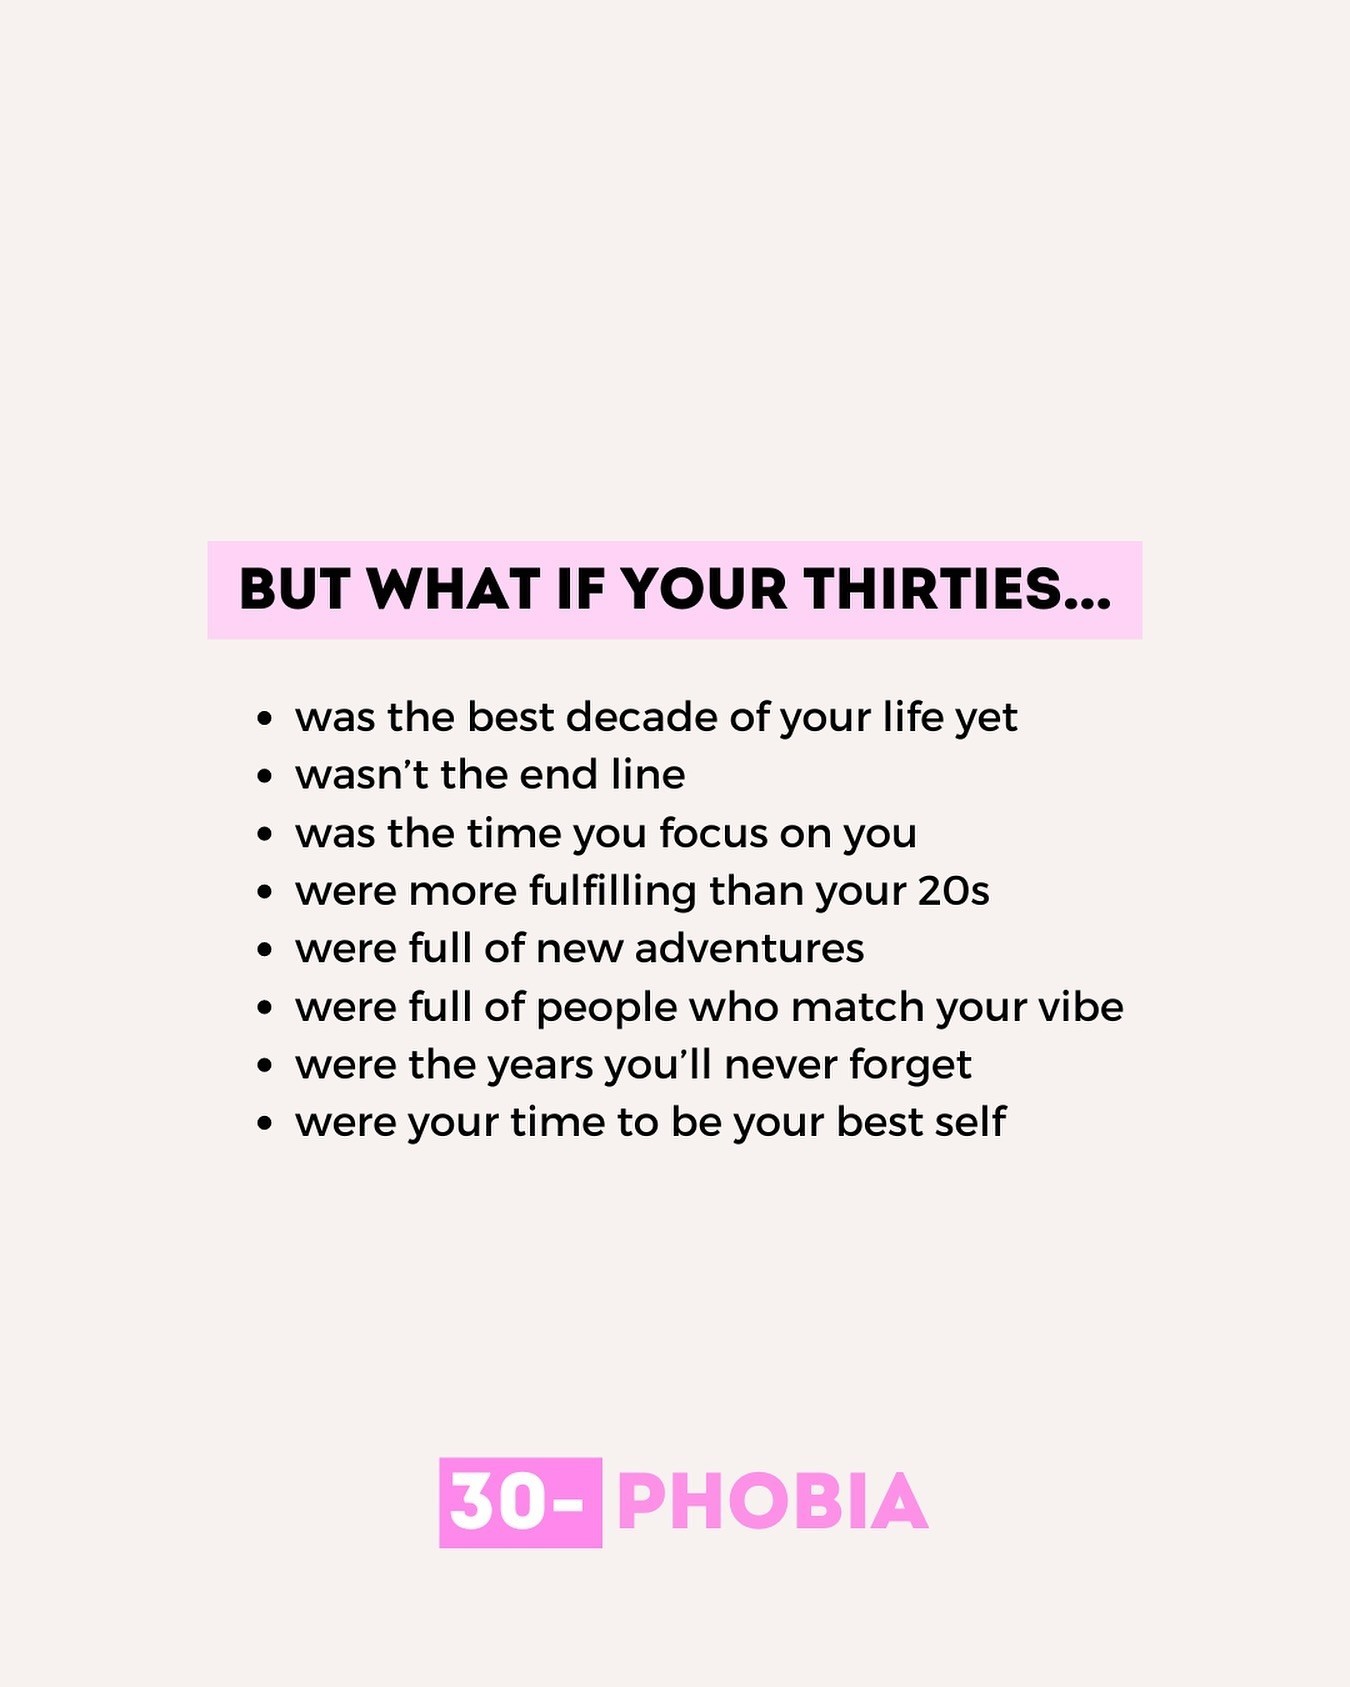 BUT WHAT IF YOUR THIRTIES...
• was the best decade of your life yet
• wasn’t the end line
• was the time you focus on you
• were more fulfilling than your 20s
• were full of new adventures
• were full of people who match your vibe
• were the years you’ll never forget
• were your time to be your best self
30- PHOBIA